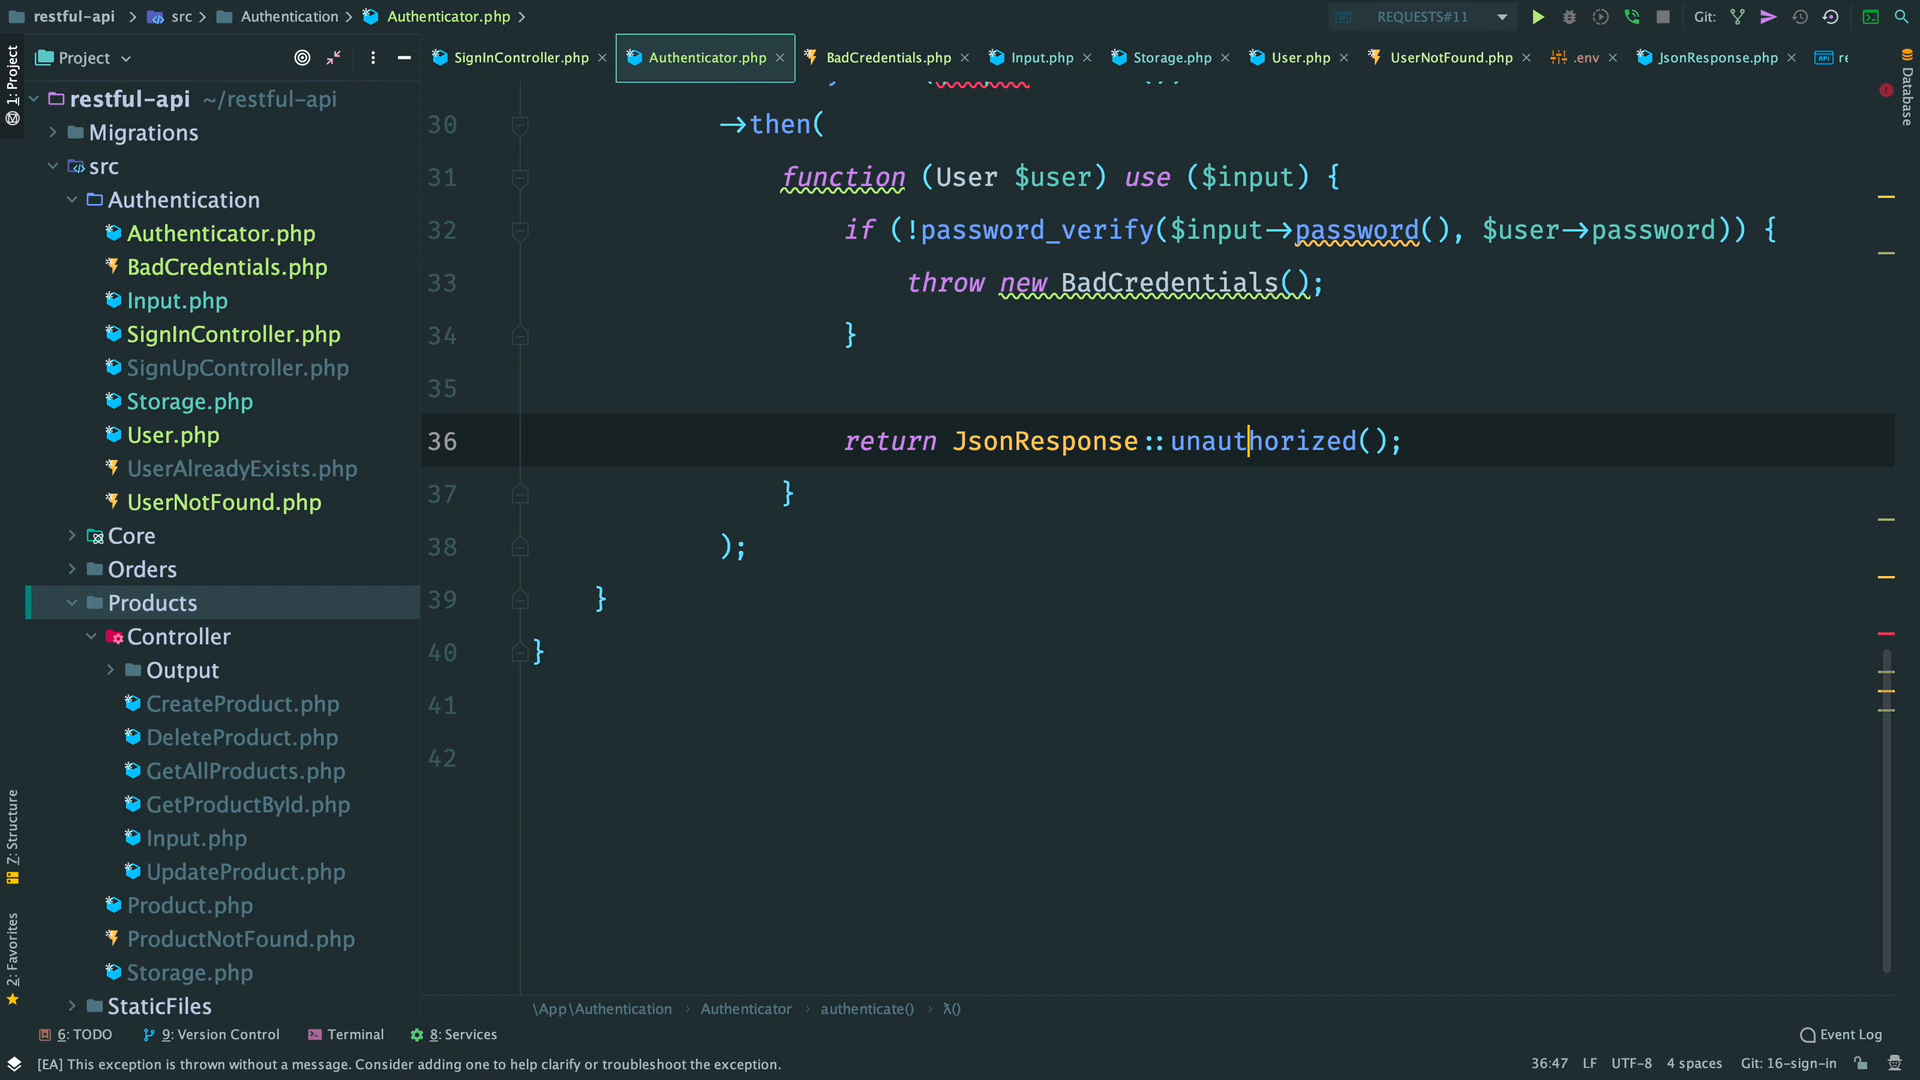 restful-api
src
Authentication
Authenticator.php
REQUESTS#11
Git:
1: Project
Project
SignInController.php
Authenticator.php
BadCredentials.php
Input.php
Storage.php
User.php
UserNotFound.php
.env
JsonResponse.php
re
Database
restful-api ~/restful-api
Migrations
src
Authentication
Authenticator.php
BadCredentials.php
Input.php
SignInController.php
SignUpController.php
Storage.php
User.php
UserAlreadyExists.php
UserNotFound.php
Core
Orders
Products
Controller
Output
CreateProduct.php
DeleteProduct.php
GetAllProducts.php
GetProductById.php
Input.php
UpdateProduct.php
Product.php
ProductNotFound.php
Storage.php
StaticFiles
Z: Structure
2: Favorites
30 ->then(
31 function (User $user) use ($input) {
32 if (!password_verify($input->password(), $user->password)) {
33 throw new BadCredentials();
34 }
35
36 return JsonResponse::unauthorized();
37 }
38 );
39 }
40 }
41
42
\App\Authentication › Authenticator › authenticate() › λ()
6: TODO
9: Version Control
Terminal
8: Services
Event Log
[EA] This exception is thrown without a message. Consider adding one to help clarify or troubleshoot the exception.
36:47 LF UTF-8 4 spaces Git: 16-sign-in